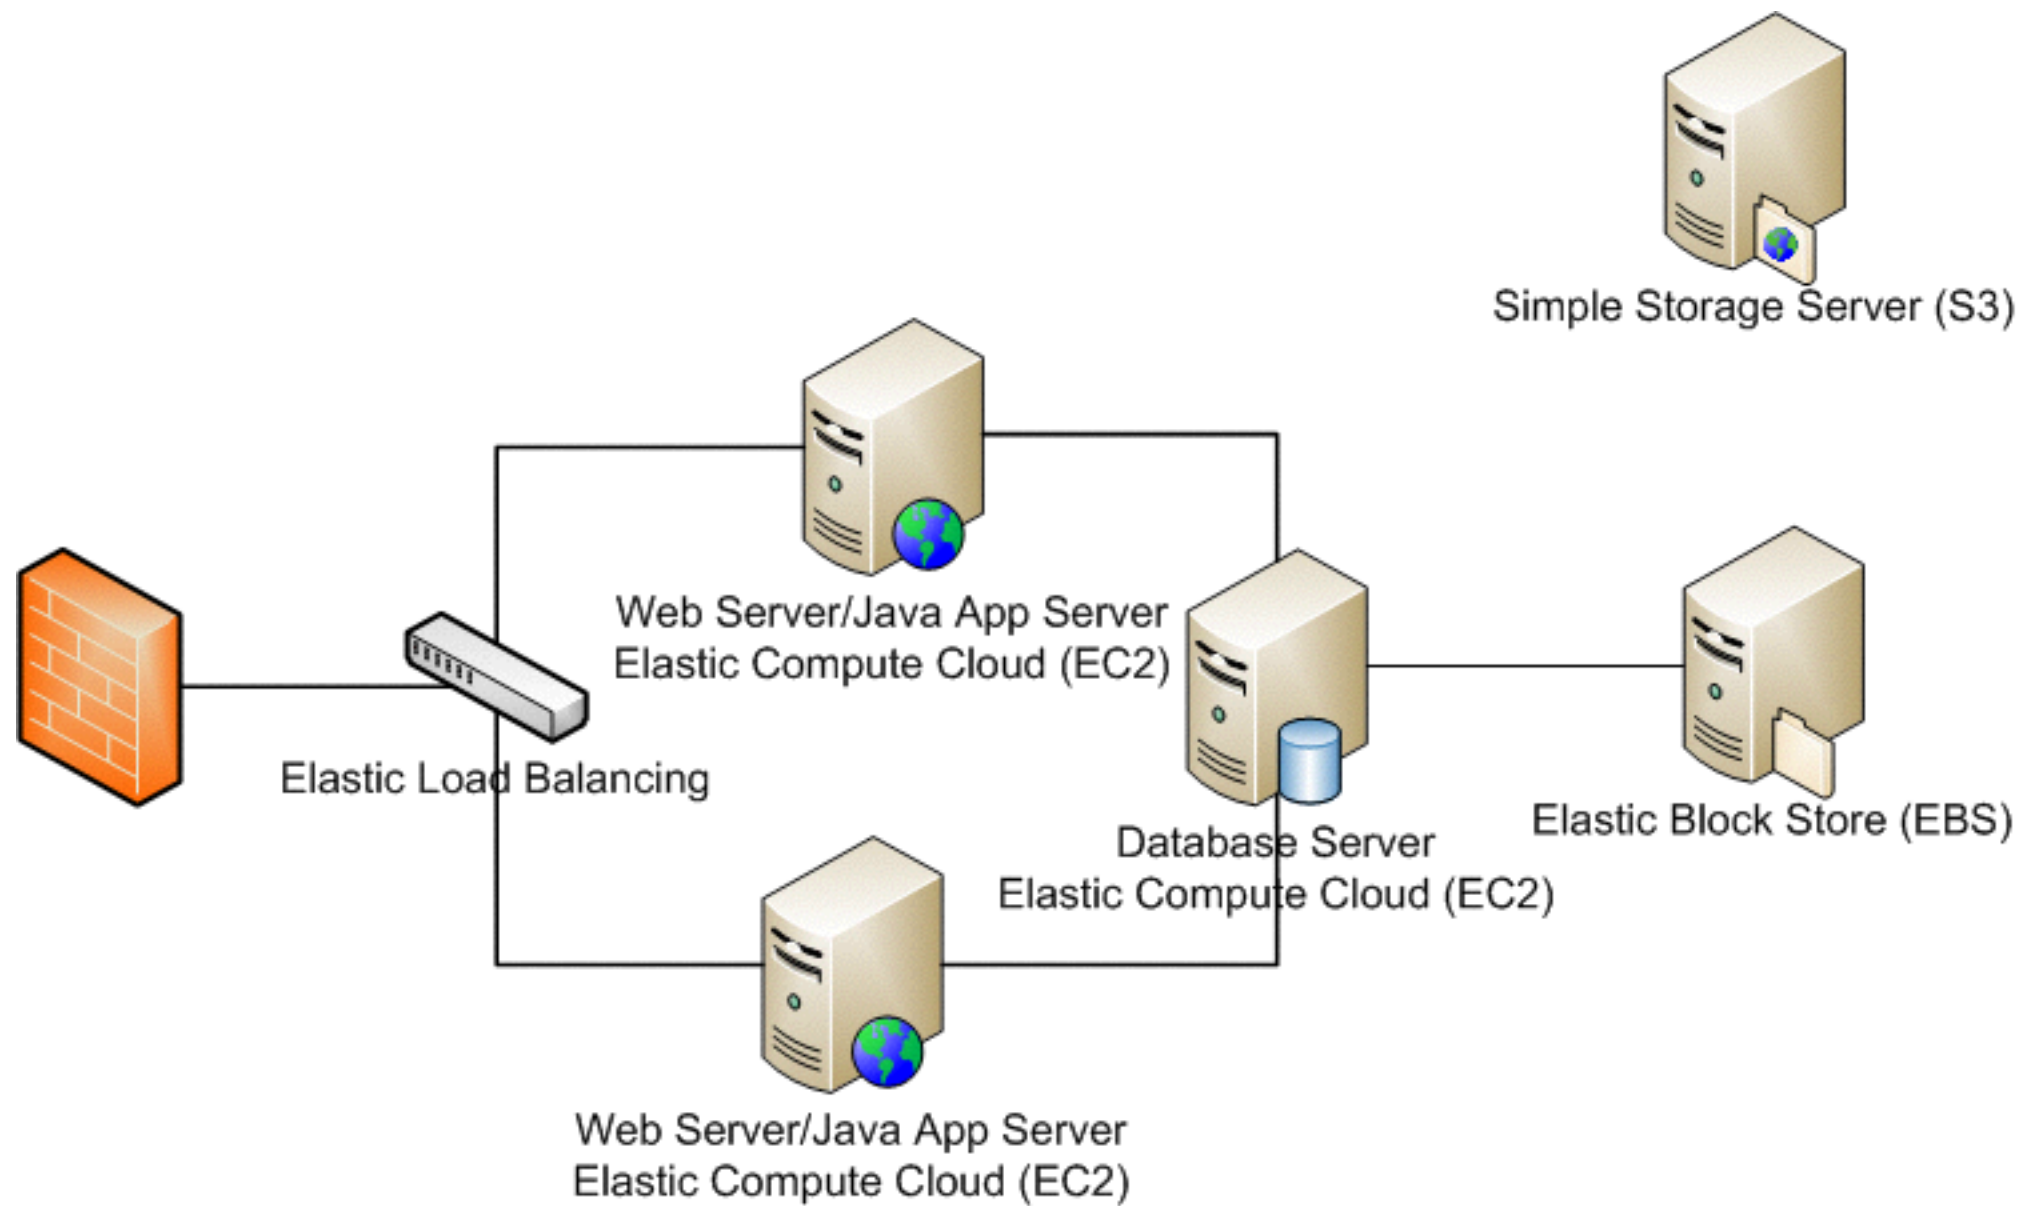 Simple Storage Server (S3)
Web Server/Java App Server
Elastic Compute Cloud (EC2)
Elastic Load Balancing
Database Server
Elastic Compute Cloud (EC2)
Elastic Block Store (EBS)
Web Server/Java App Server
Elastic Compute Cloud (EC2)